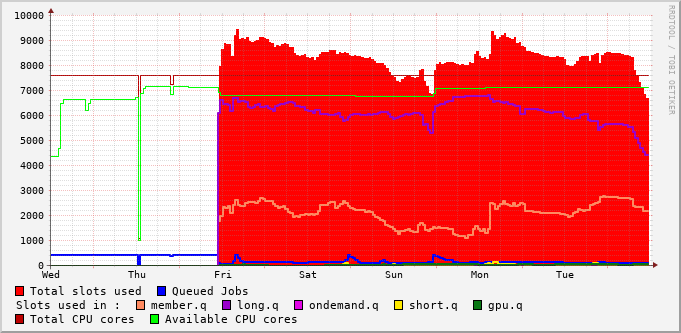 10000
9000
8000
7000
6000
5000
4000
3000
2000
1000
0
Wed Thu Fri Sat Sun Mon Tue
RRDTOOL / TOBI OETIKER
Total slots used Queued Jobs
Slots used in : member.q long.q ondemand.q short.q gpu.q
Total CPU cores Available CPU cores